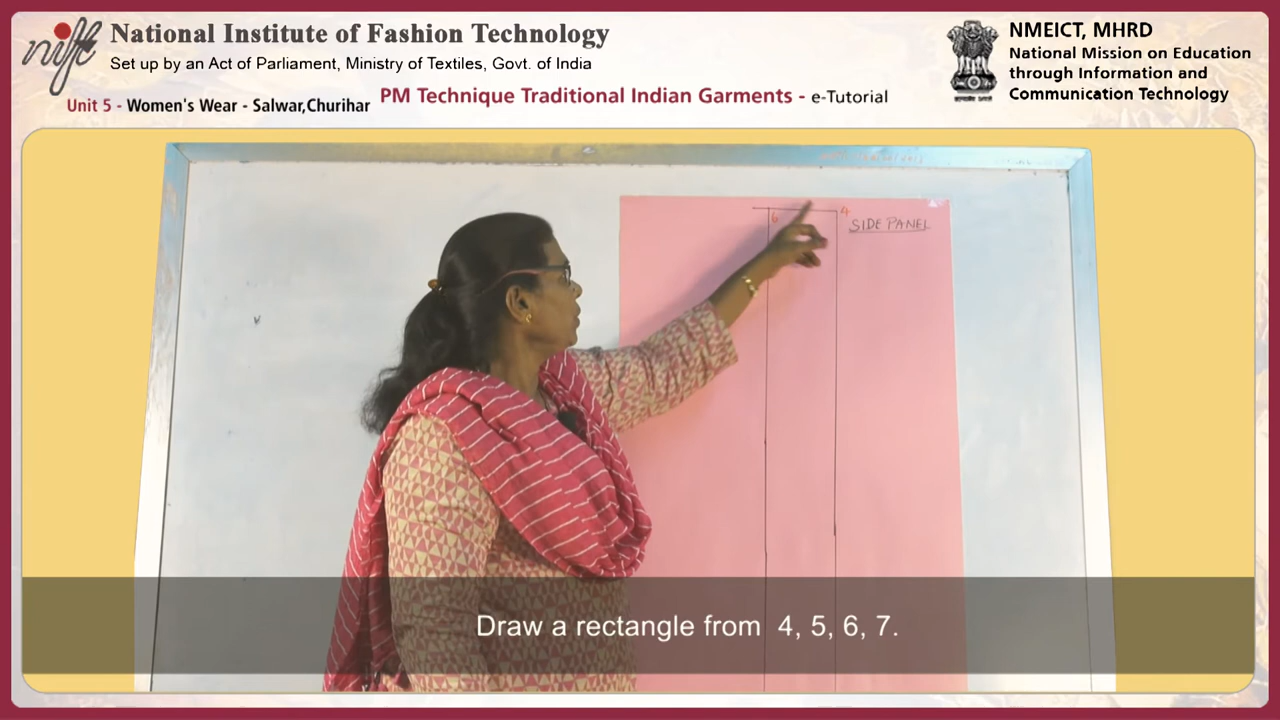 nift
National Institute of Fashion Technology
Set up by an Act of Parliament, Ministry of Textiles, Govt. of India
Unit 5 - Women's Wear - Salwar,Churihar
PM Technique Traditional Indian Garments - e-Tutorial
NMEICT, MHRD
National Mission on Education
through Information and
Communication Technology
6
4
SIDE PANEL
Draw a rectangle from 4, 5, 6, 7.